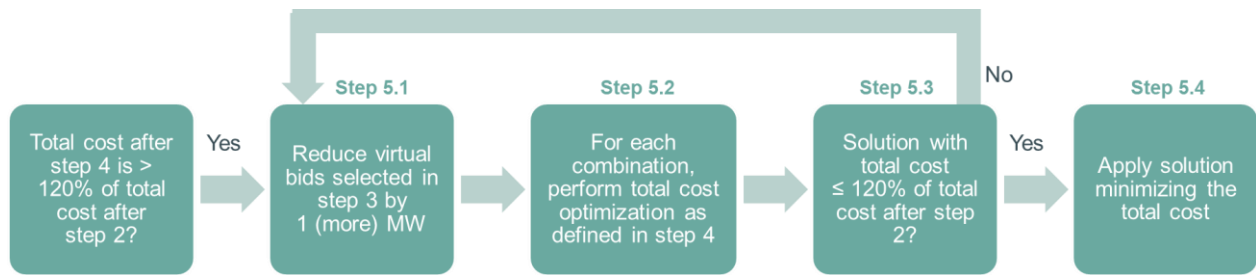 No
Step 5.1
Step 5.2
Step 5.3
Step 5.4
Total cost after
step 4 is >
120% of total
cost after
step 2?
Yes
Reduce virtual
bids selected in
step 3 by
1 (more) MW
For each
combination,
perform total cost
optimization as
defined in step 4
Solution with
total cost
≤ 120% of total
cost after step
2?
Yes
Apply solution
minimizing the
total cost